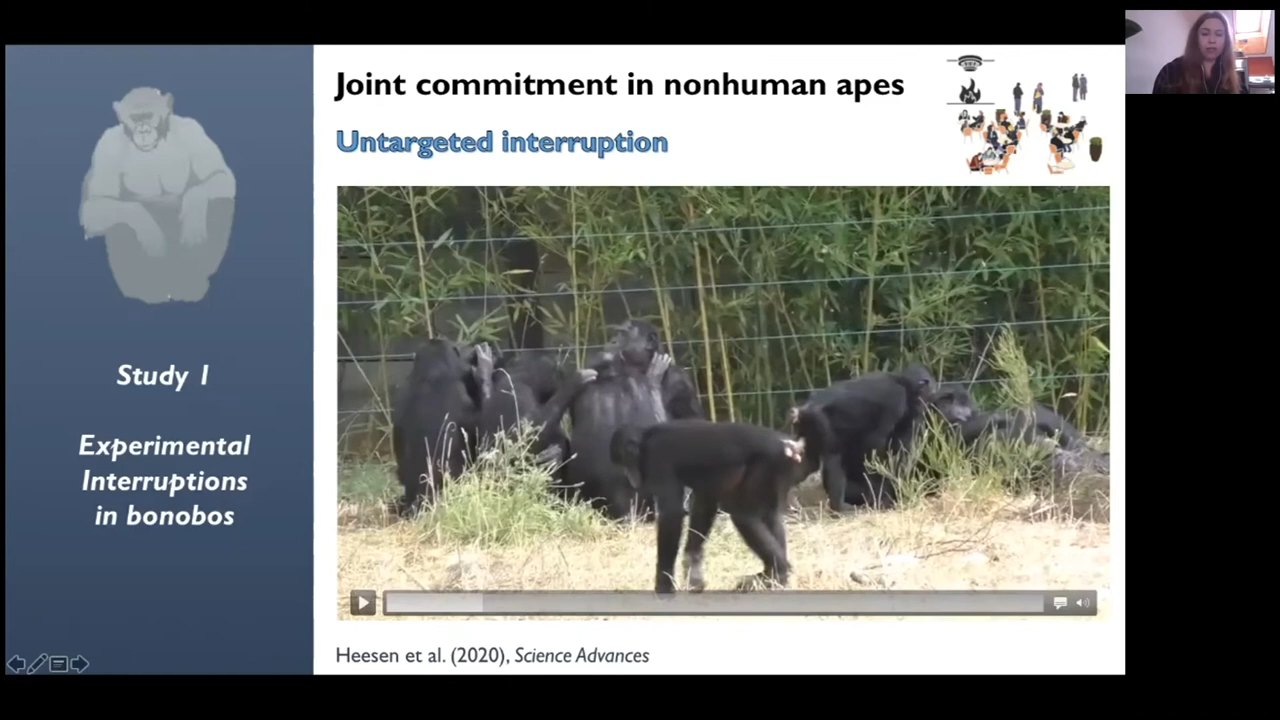 Joint commitment in nonhuman apes
Untargeted interruption
Study 1
Experimental
Interruptions
in bonobos
Heesen et al. (2020), Science Advances